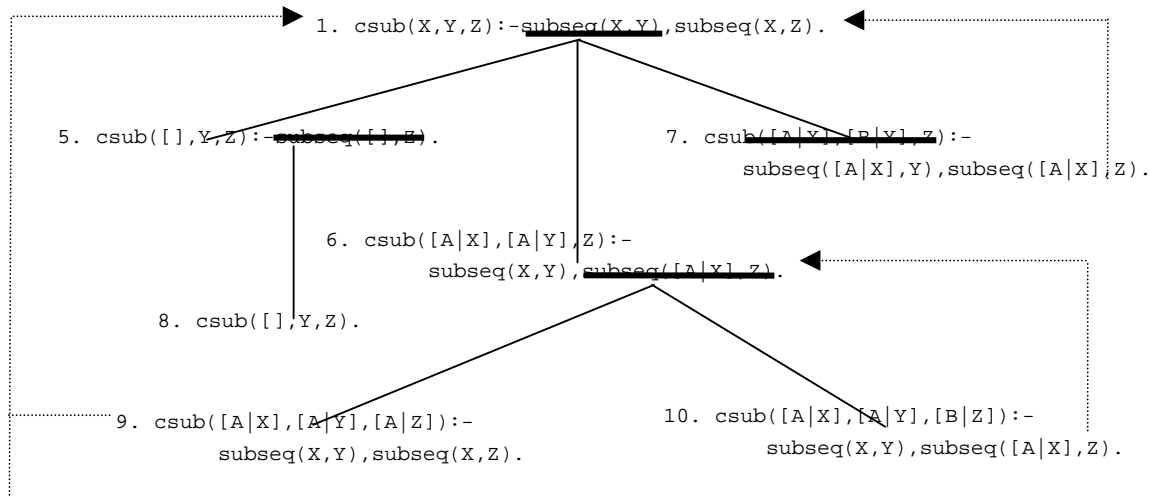 1. csub(X,Y,Z):-subseq(X,Y),subseq(X,Z).
5. csub([],Y,Z):-subseq([],Z).
7. csub([A|X],[B|Y],Z):-
subseq([A|X],Y),subseq([A|X],Z).
6. csub([A|X],[A|Y],Z):-
subseq(X,Y),subseq([A|X],Z).
8. csub([],Y,Z).
9. csub([A|X],[A|Y],[A|Z]):-
subseq(X,Y),subseq(X,Z).
10. csub([A|X],[A|Y],[B|Z]):-
subseq(X,Y),subseq([A|X],Z).